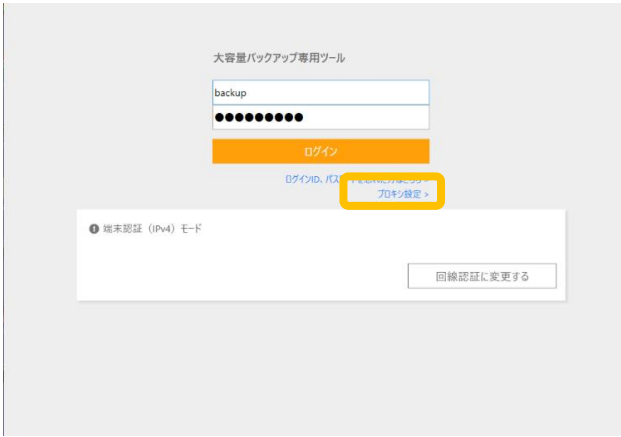 大容量バックアップ専用ツール
backup
●●●●●●●●●
ログイン
ログインID、パス
プロキシ設定 >
端末認証（IPv4）モード
回線認証に変更する